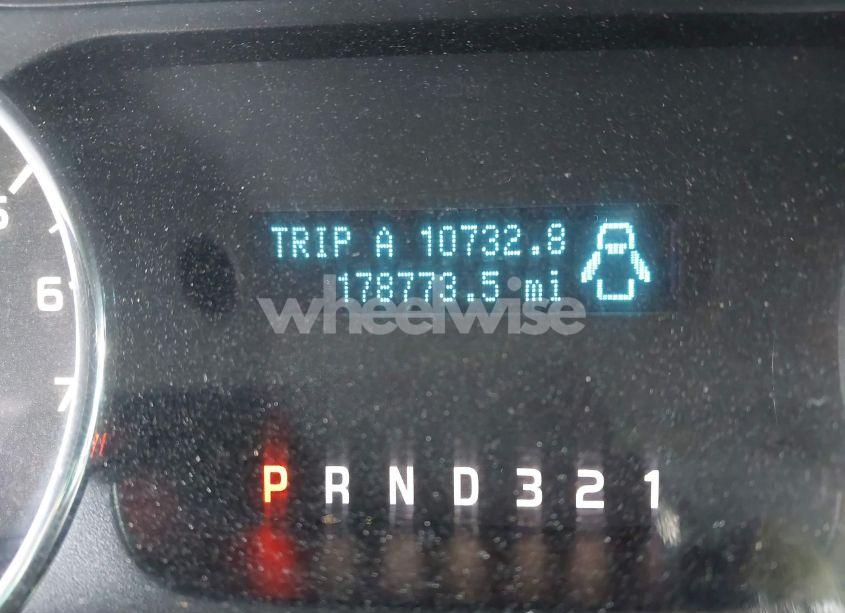 TRIP A 10732.8
178773.5 mi
wheelwise
5
6
7
P R N D 3 2 1